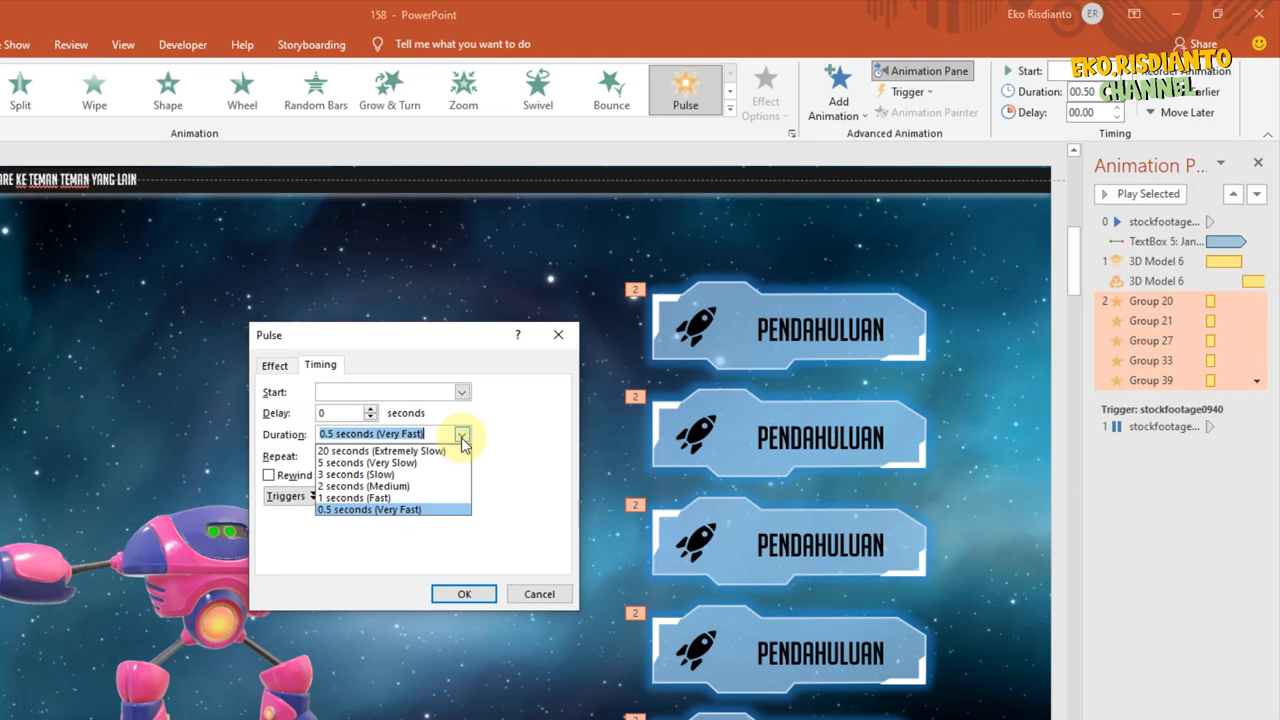 158 - PowerPoint
Eko Risdianto ER
e Show Review View Developer Help Storyboarding Tell me what you want to do Share
Split Wipe Shape Wheel Random Bars Grow & Turn Zoom Swivel Bounce Pulse
Effect Options
Add Animation
Animation Pane
Trigger
Animation Painter
Start:
Duration: 00.50
Delay: 00.00
Animation
Move Later
EKO.RISDIANTO
CHANNEL
Animation
Advanced Animation
Timing
ARE KE TEMAN TEMAN YANG LAIN
Animation P...
Play Selected
0 stockfootage...
TextBox 5: Jan...
1 3D Model 6
3D Model 6
2 Group 20
Group 21
Group 27
Group 33
Group 39
Trigger: stockfootage0940
1 stockfootage...
2
PENDAHULUAN
2
PENDAHULUAN
2
PENDAHULUAN
2
PENDAHULUAN
2
Pulse ?
Effect Timing
Start:
Delay: 0 seconds
Duration: 0.5 seconds (Very Fast)
Repeat:
Rewind
Triggers
20 seconds (Extremely Slow)
5 seconds (Very Slow)
3 seconds (Slow)
2 seconds (Medium)
1 seconds (Fast)
0.5 seconds (Very Fast)
OK Cancel